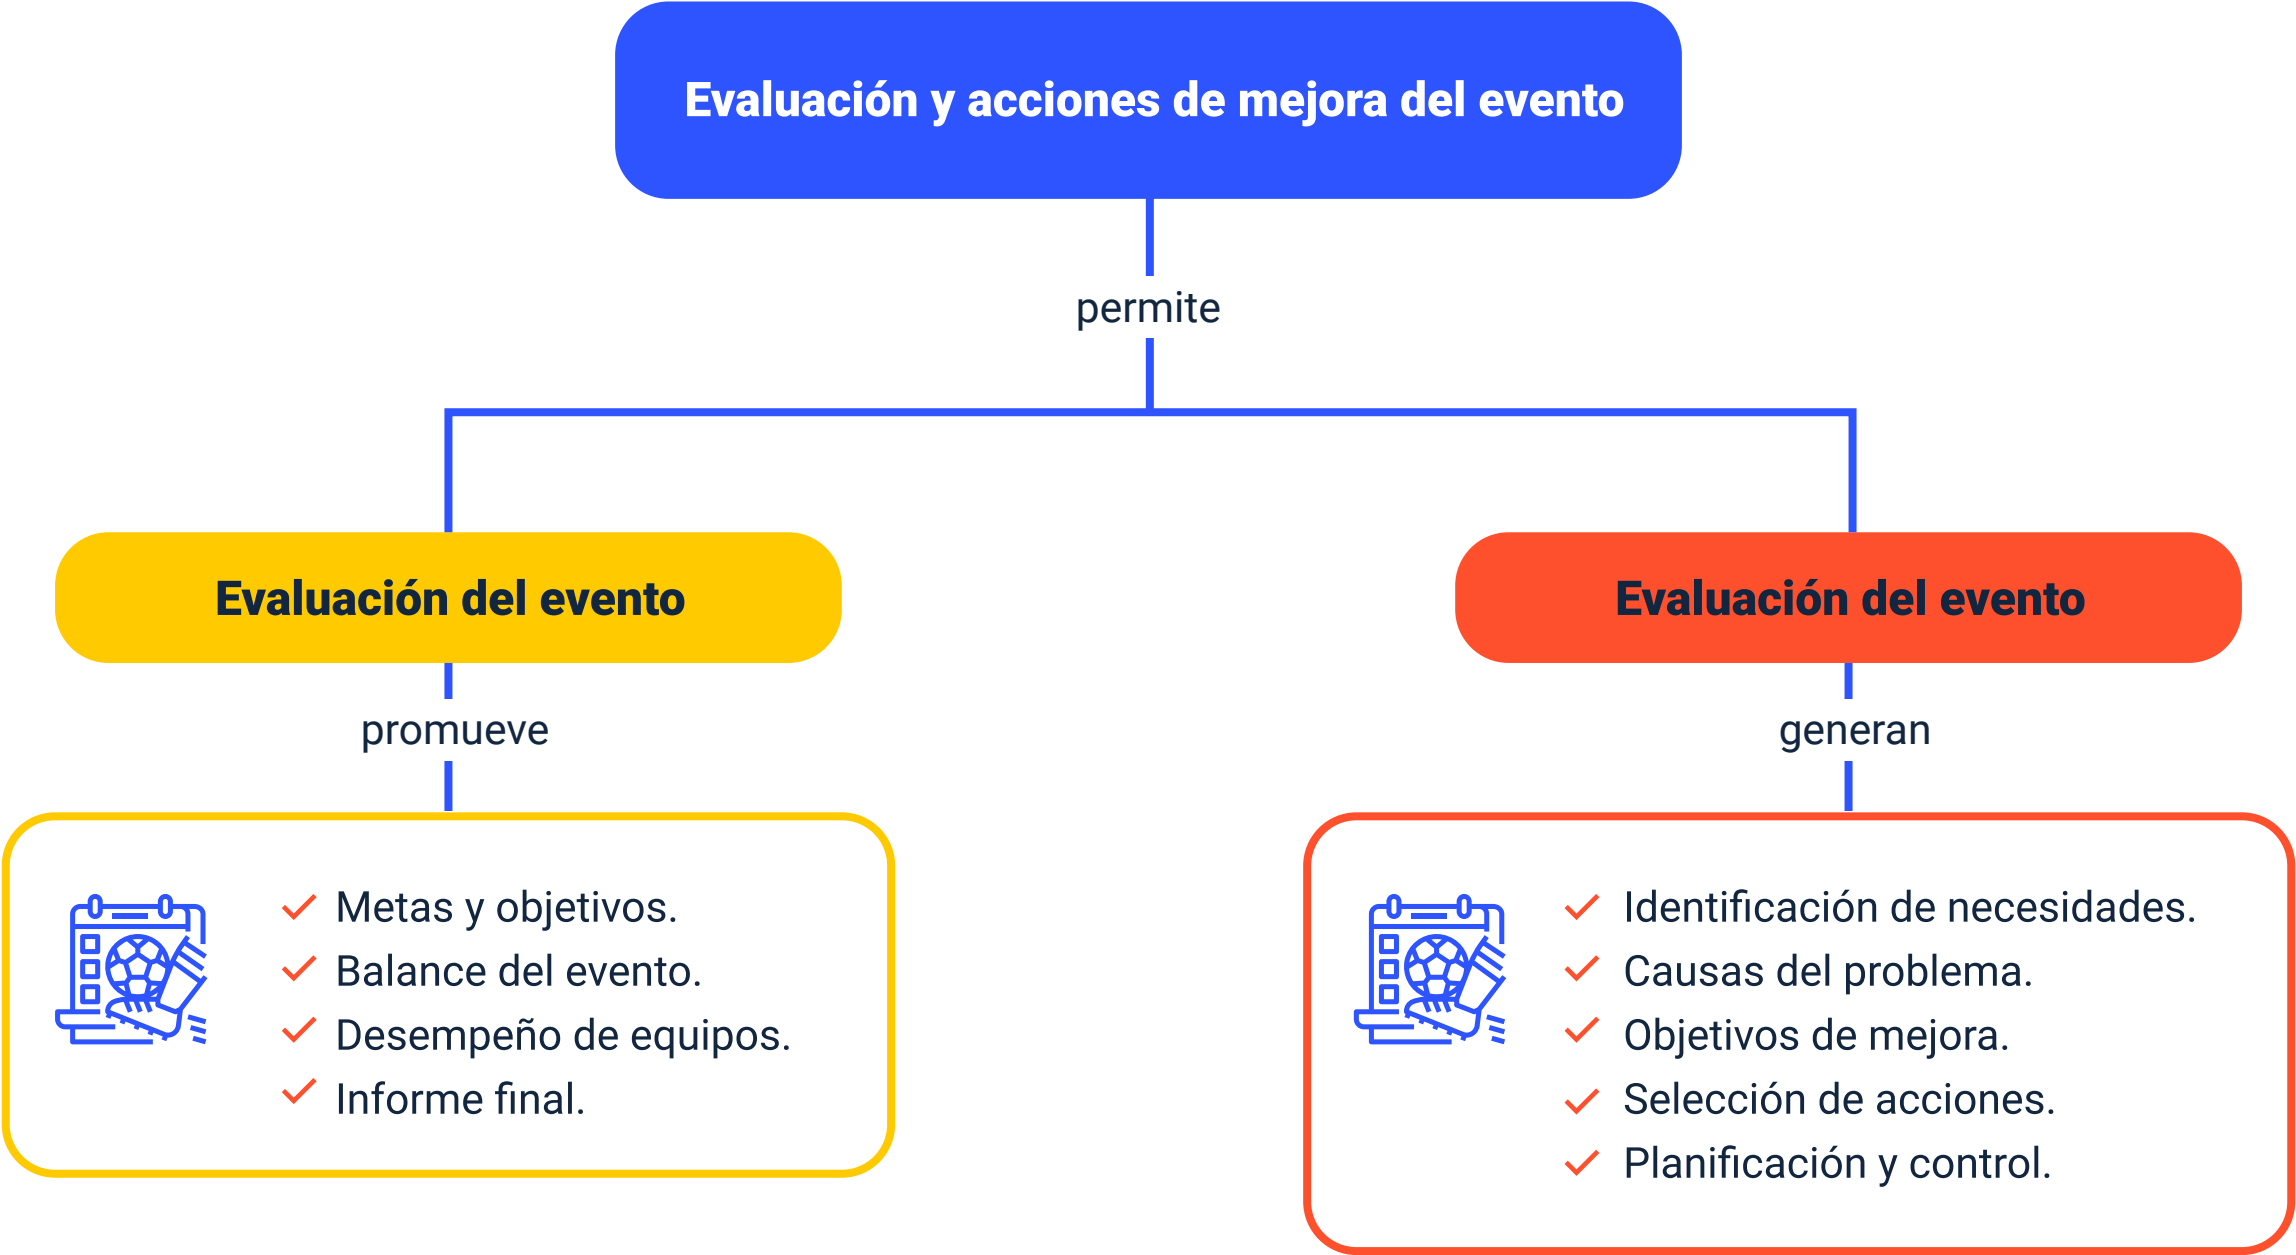 Evaluación y acciones de mejora del evento
permite
Evaluación del evento
promueve
Metas y objetivos.
Balance del evento.
Desempeño de equipos.
Informe final.
Evaluación del evento
generan
Identificación de necesidades.
Causas del problema.
Objetivos de mejora.
Selección de acciones.
Planificación y control.